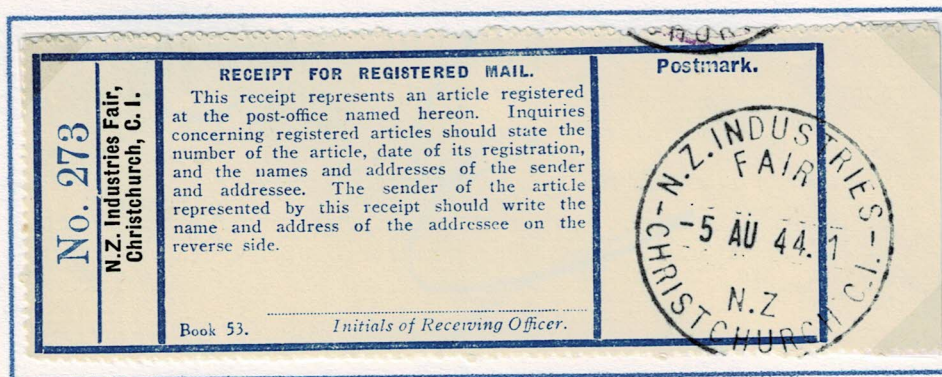 No. 273
N.Z. Industries Fair,
Christchurch, C. I.
RECEIPT FOR REGISTERED MAIL.
This receipt represents an article registered
at the post-office named hereon. Inquiries
concerning registered articles should state the
number of the article, date of its registration,
and the names and addresses of the sender
and addressee. The sender of the article
represented by this receipt should write the
name and address of the addressee on the
reverse side.
Book 53.
Initials of Receiving Officer.
Postmark.
N.Z. INDUSTRIES
FAIR
-5 AU 44. 1
N.Z
CHRISTCHURCH C.I.